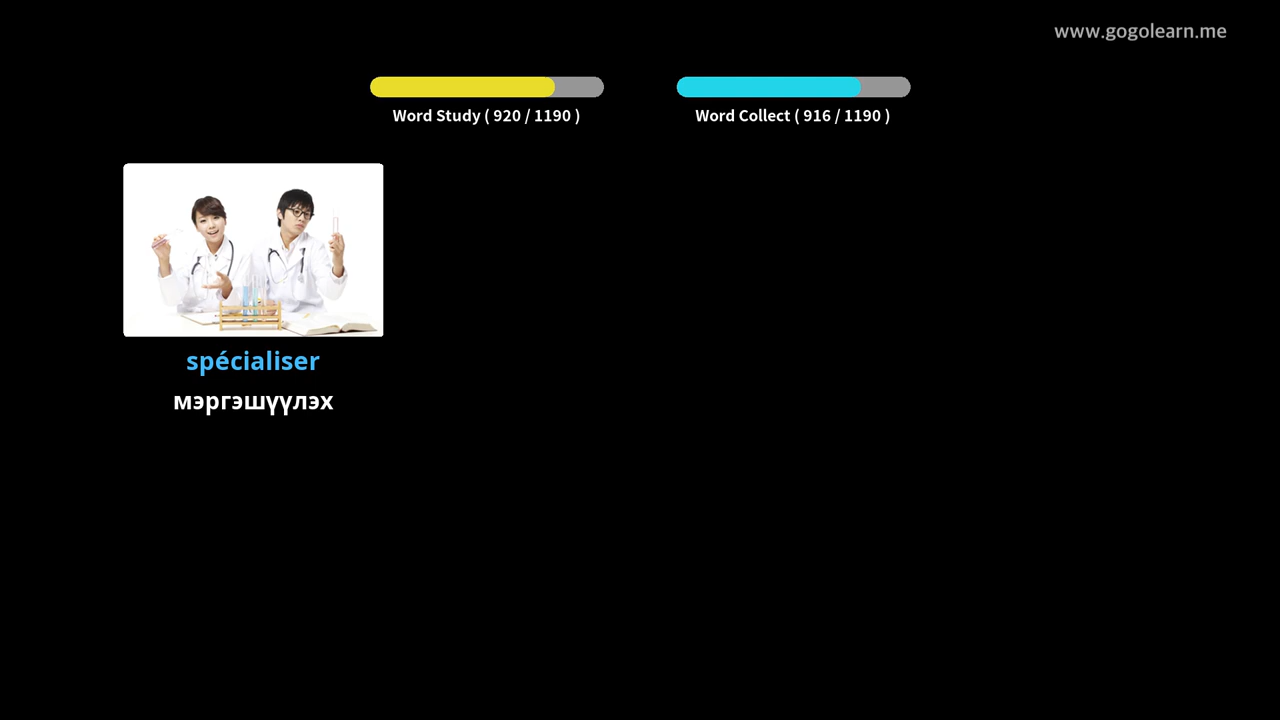 www.gogolearn.me
Word Study ( 920 / 1190 )
Word Collect ( 916 / 1190 )
spécialiser
мэргэшүүлэх